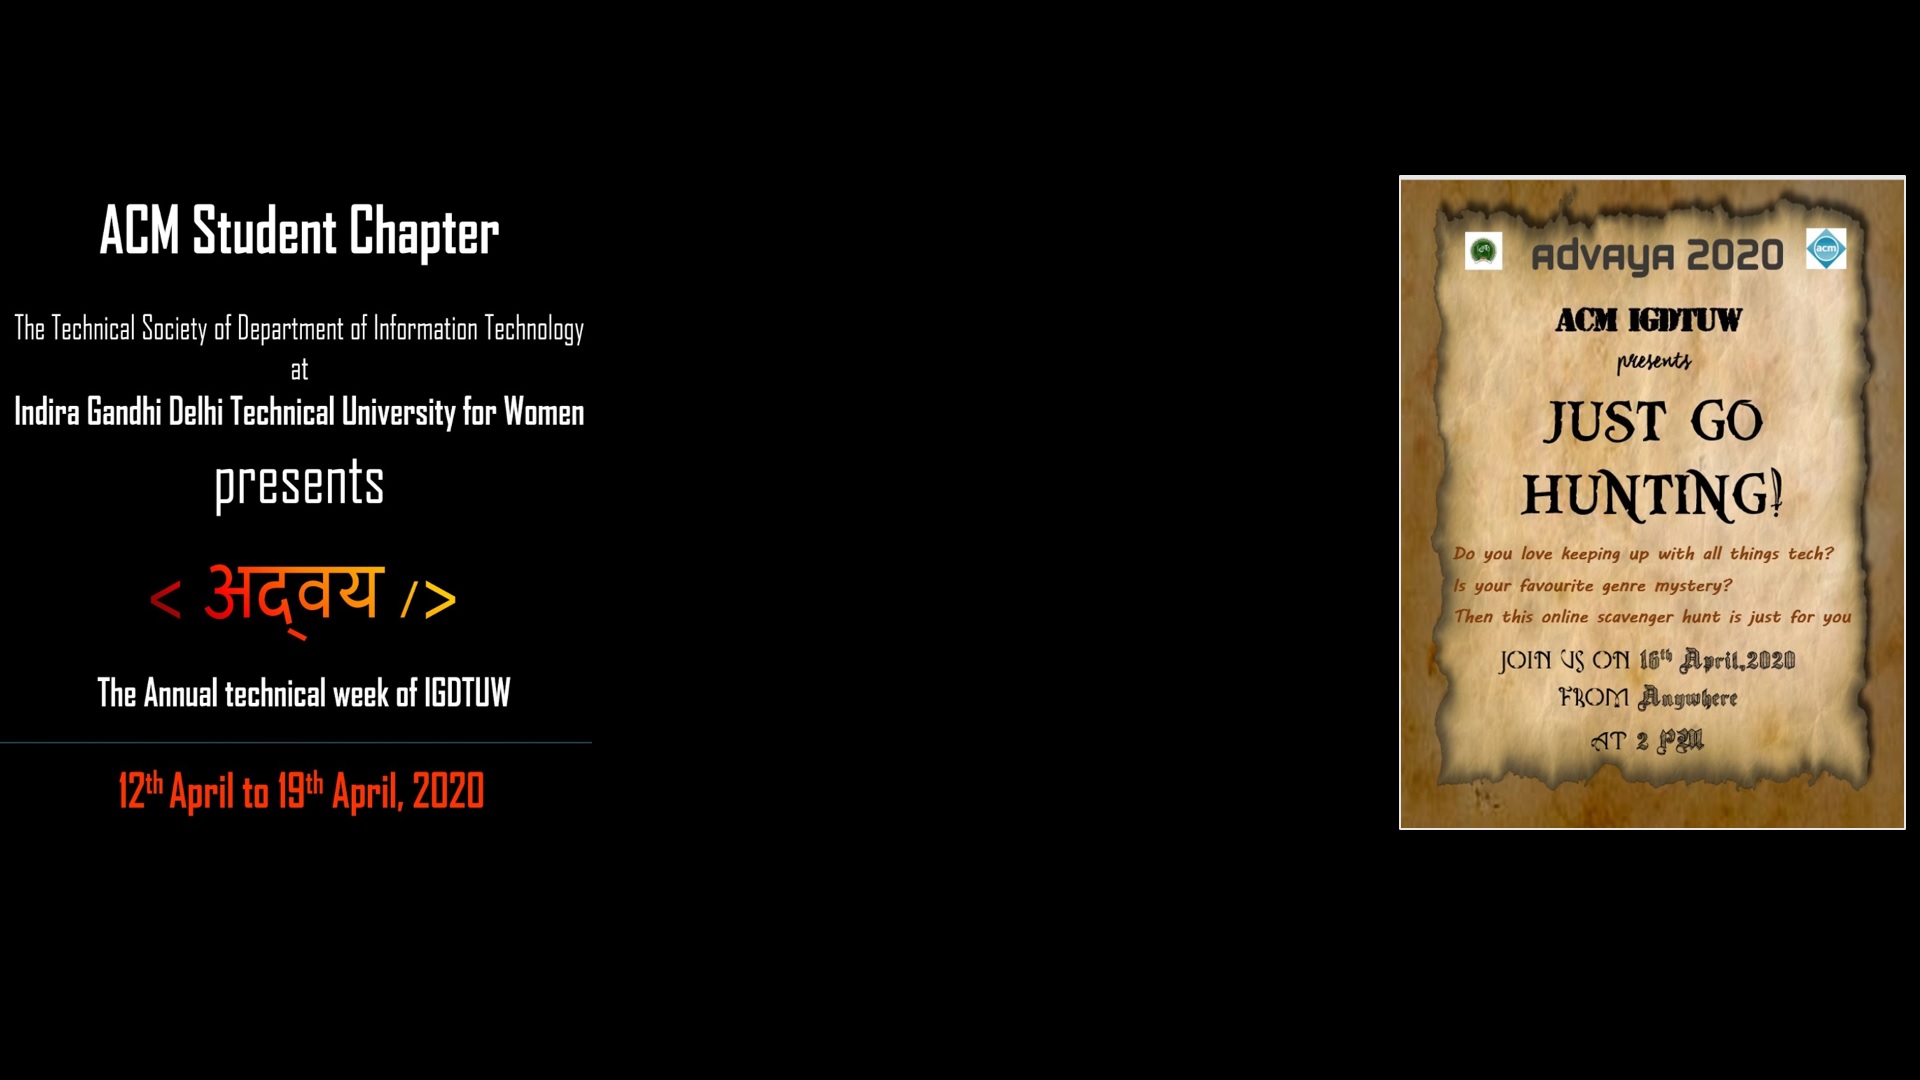 ACM Student Chapter
The Technical Society of Department of Information Technology
at
Indira Gandhi Delhi Technical University for Women
presents
< अद्वय />
The Annual technical week of IGDTUW
12th April to 19th April, 2020
Advaya 2020
acm
ACM IGDTUW
presents
JUST GO
HUNTING!
Do you love keeping up with all things tech?
Is your favourite genre mystery?
Then this online scavenger hunt is just for you
JOIN US ON 16th April,2020
FROM Anywhere
AT 2 PM